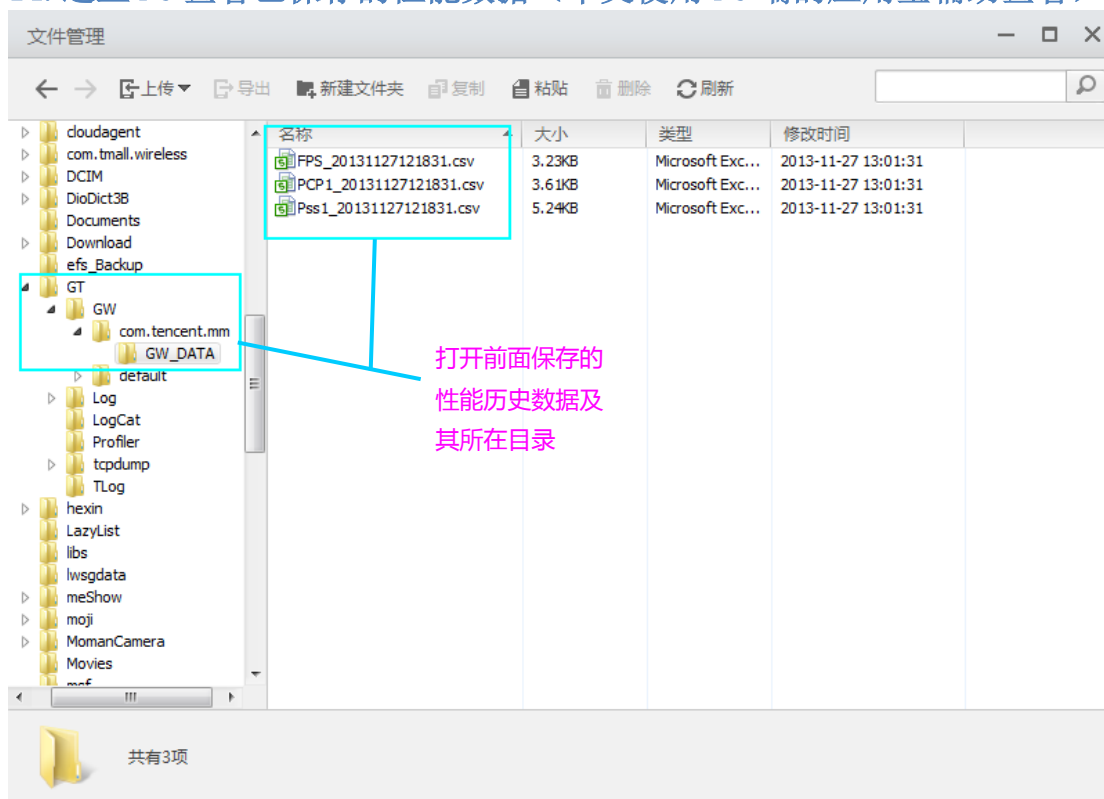 文件管理
上传 导出 新建文件夹 复制 粘贴 删除 刷新
名称 大小 类型 修改时间
cloudagent
com.tmall.wireless
DCIM
DioDict3B
Documents
Download
efs_Backup
GT
GW
com.tencent.mm
GW_DATA
default
Log
LogCat
Profiler
tcpdump
TLog
hexin
LazyList
libs
lwsgdata
meShow
moji
MomanCamera
Movies
FPS_20131127121831.csv 3.23KB Microsoft Exc... 2013-11-27 13:01:31
PCP1_20131127121831.csv 3.61KB Microsoft Exc... 2013-11-27 13:01:31
Pss1_20131127121831.csv 5.24KB Microsoft Exc... 2013-11-27 13:01:31
打开前面保存的
性能历史数据及
其所在目录
共有3项